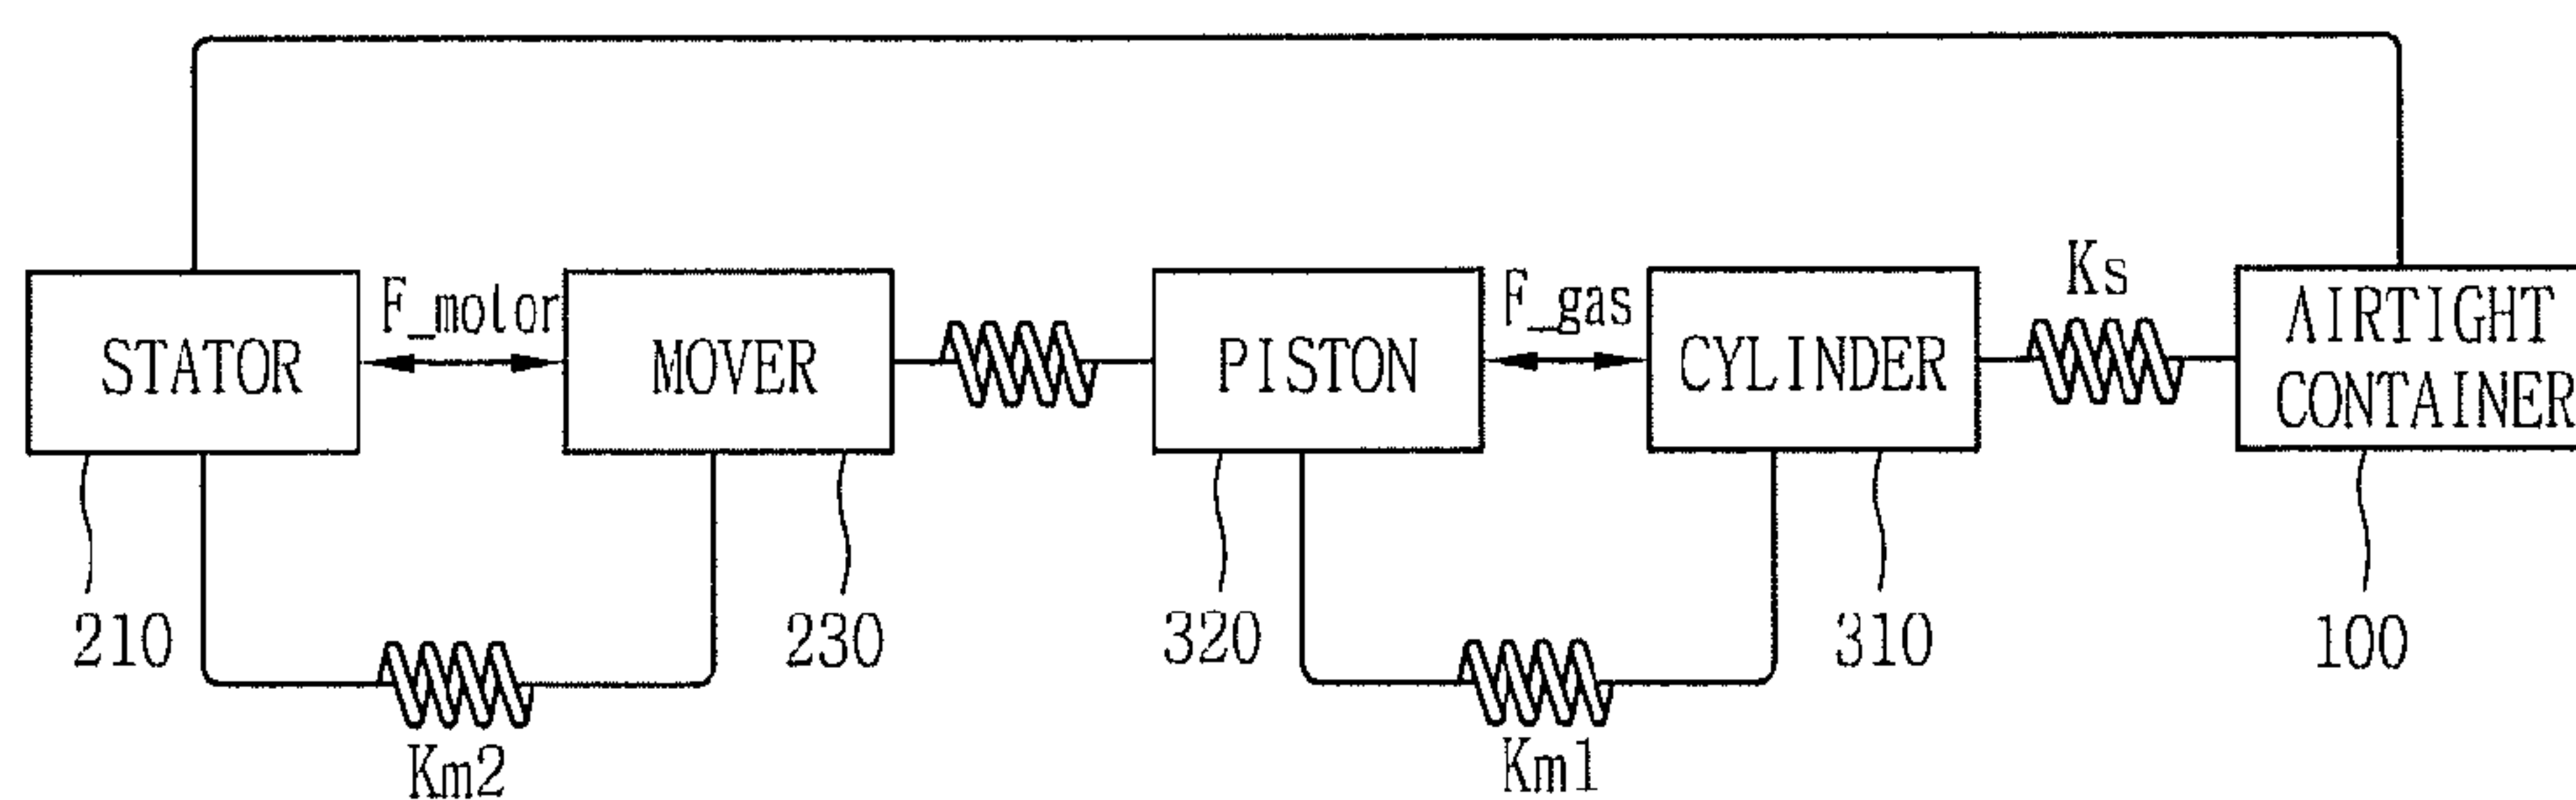 Ks
F_motor
F_gas
STATOR
MOVER
PISTON
CYLINDER
AIRTIGHT
CONTAINER
210
230
320
310
100
Km2
Km1